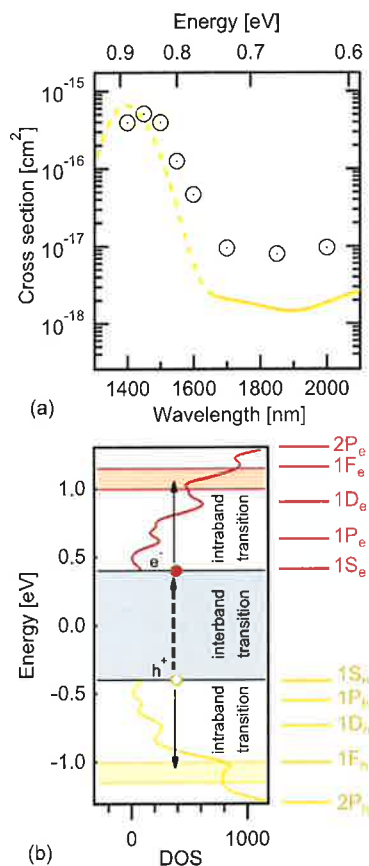 Energy [eV]
0.9 0.8 0.7 0.6
Cross section [cm²]
10⁻¹⁵
10⁻¹⁶
10⁻¹⁷
10⁻¹⁸
1400 1600 1800 2000
(a) Wavelength [nm]
Energy [eV]
1.0
0.5
0.0
-0.5
-1.0
e⁻
h⁺
intraband
transition
interband
transition
intraband
transition
2Pₑ
1Fₑ
1Dₑ
1Pₑ
1Sₑ
1Sₕ
1Pₕ
1Dₕ
1Fₕ
2Pₕ
0 1000
(b) DOS